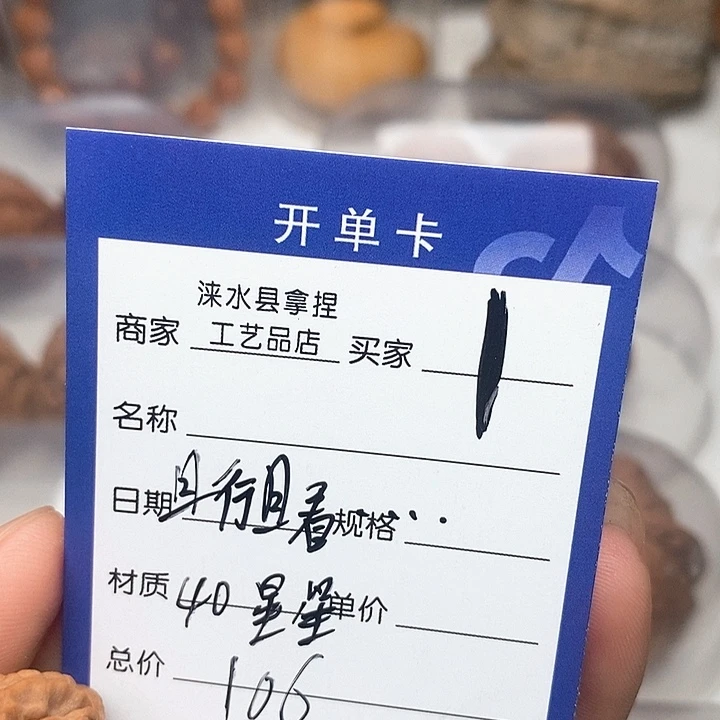 开单卡
涞水县拿捏
商家 工艺品店 买家
名称
日期 且行且看 规格 ...
材质 40 星星 单价
总价 106